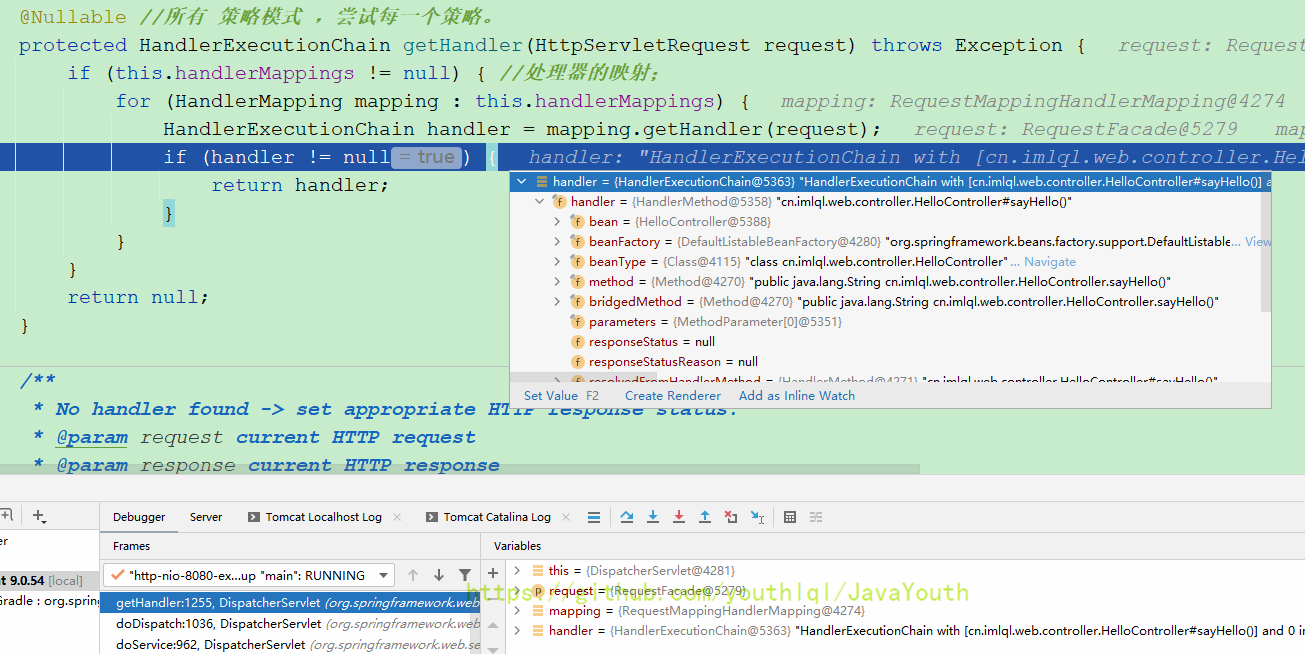 @Nullable //所有 策略模式 ，尝试每一个策略。
protected HandlerExecutionChain getHandler(HttpServletRequest request) throws Exception { request: Request
if (this.handlerMappings != null) { //处理器的映射;
for (HandlerMapping mapping : this.handlerMappings) { mapping: RequestMappingHandlerMapping@4274
HandlerExecutionChain handler = mapping.getHandler(request); request: RequestFacade@5279 map
if (handler != null = true ) { handler: "HandlerExecutionChain with [cn.imlql.web.controller.Hel
return handler;
}
}
}
return null;
}
handler = {HandlerExecutionChain@5363} "HandlerExecutionChain with [cn.imlql.web.controller.HelloController#sayHello()] a
handler = {HandlerMethod@5358} "cn.imlql.web.controller.HelloController#sayHello()"
bean = {HelloController@5388}
beanFactory = {DefaultListableBeanFactory@4280} "org.springframework.beans.factory.support.DefaultListable... View
beanType = {Class@4115} "class cn.imlql.web.controller.HelloController" ... Navigate
method = {Method@4270} "public java.lang.String cn.imlql.web.controller.HelloController.sayHello()"
bridgedMethod = {Method@4270} "public java.lang.String cn.imlql.web.controller.HelloController.sayHello()"
parameters = {MethodParameter[0]@5351}
responseStatus = null
responseStatusReason = null
resolvedFromHandlerMethod = {HandlerMethod@4271} "cn.imlql.web.controller.HelloController#sayHello()"
Set Value F2 Create Renderer Add as Inline Watch
/**
* No handler found -> set appropriate HTTP response status.
* @param request current HTTP request
* @param response current HTTP response
Debugger Server Tomcat Localhost Log Tomcat Catalina Log
er
Frames
Variables
"http-nio-8080-ex...up "main": RUNNING
this = {DispatcherServlet@4281}
t 9.0.54 [local]
https://github.com/youthlql/JavaYouth
request = {RequestFacade@5279}
Gradle : org.spring
getHandler:1255, DispatcherServlet (org.springframework.web
mapping = {RequestMappingHandlerMapping@4274}
doDispatch:1036, DispatcherServlet (org.springframework.web
handler = {HandlerExecutionChain@5363} "HandlerExecutionChain with [cn.imlql.web.controller.HelloController#sayHello()] and 0 in
doService:962, DispatcherServlet (org.springframework.web.se